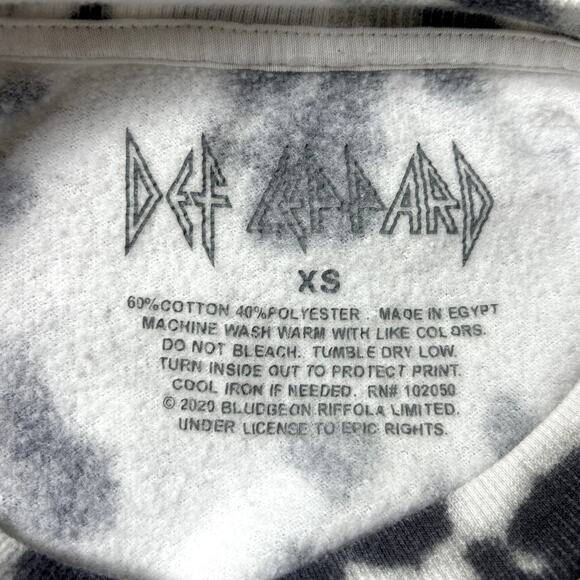 DEF LEPPARD
XS
60%COTTON 40%POLYESTER . MADE IN EGYPT
MACHINE WASH WARM WITH LIKE COLORS.
DO NOT BLEACH. TUMBLE DRY LOW.
TURN INSIDE OUT TO PROTECT PRINT.
COOL IRON IF NEEDED. RN# 102050
© 2020 BLUDGEON RIFFOLA LIMITED.
UNDER LICENSE TO EPIC RIGHTS.